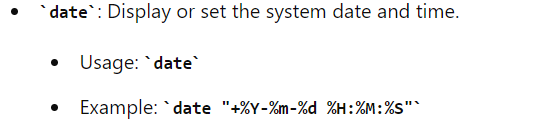 • `date`: Display or set the system date and time.
• Usage: `date`
• Example: `date "+%Y-%m-%d %H:%M:%S"`